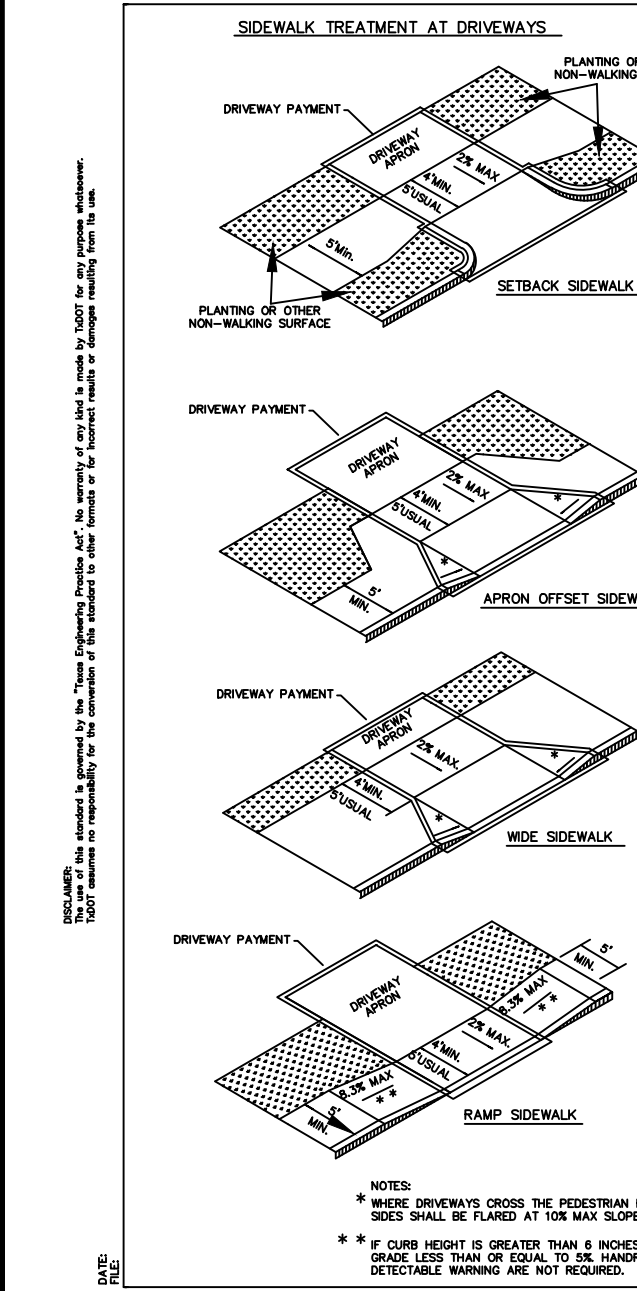 SIDEWALK TREATMENT AT DRIVEWAYS
PLANTING OR
NON-WALKING
DRIVEWAY PAYMENT
DRIVEWAY
APRON
2% MAX
4'MIN.
5'USUAL
5'Min.
PLANTING OR OTHER
NON-WALKING SURFACE
SETBACK SIDEWALK
DRIVEWAY PAYMENT
DRIVEWAY
APRON
2% MAX
4'MIN.
5'USUAL
*
*
5'
MIN.
APRON OFFSET SIDEW
DRIVEWAY PAYMENT
DRIVEWAY
APRON
2% MAX.
4'MIN.
5'USUAL
*
*
WIDE SIDEWALK
DRIVEWAY PAYMENT
DRIVEWAY
APRON
5'
MIN.
8.3% MAX
* *
2% MAX.
4'MIN.
5'USUAL
8.3% MAX
* *
5'
MIN.
RAMP SIDEWALK
NOTES:
* WHERE DRIVEWAYS CROSS THE PEDESTRIAN
SIDES SHALL BE FLARED AT 10% MAX SLOPE
* * IF CURB HEIGHT IS GREATER THAN 6 INCHES
GRADE LESS THAN OR EQUAL TO 5%. HANDR
DETECTABLE WARNING ARE NOT REQUIRED.
DISCLAIMER:
The use of this standard is governed by the "Texas Engineering Practice Act". No warranty of any kind is made by TxDOT for any purpose whatsoever.
TxDOT assumes no responsibility for the conversion of this standard to other formats or for incorrect results or damages resulting from its use.
DATE:
FILE: